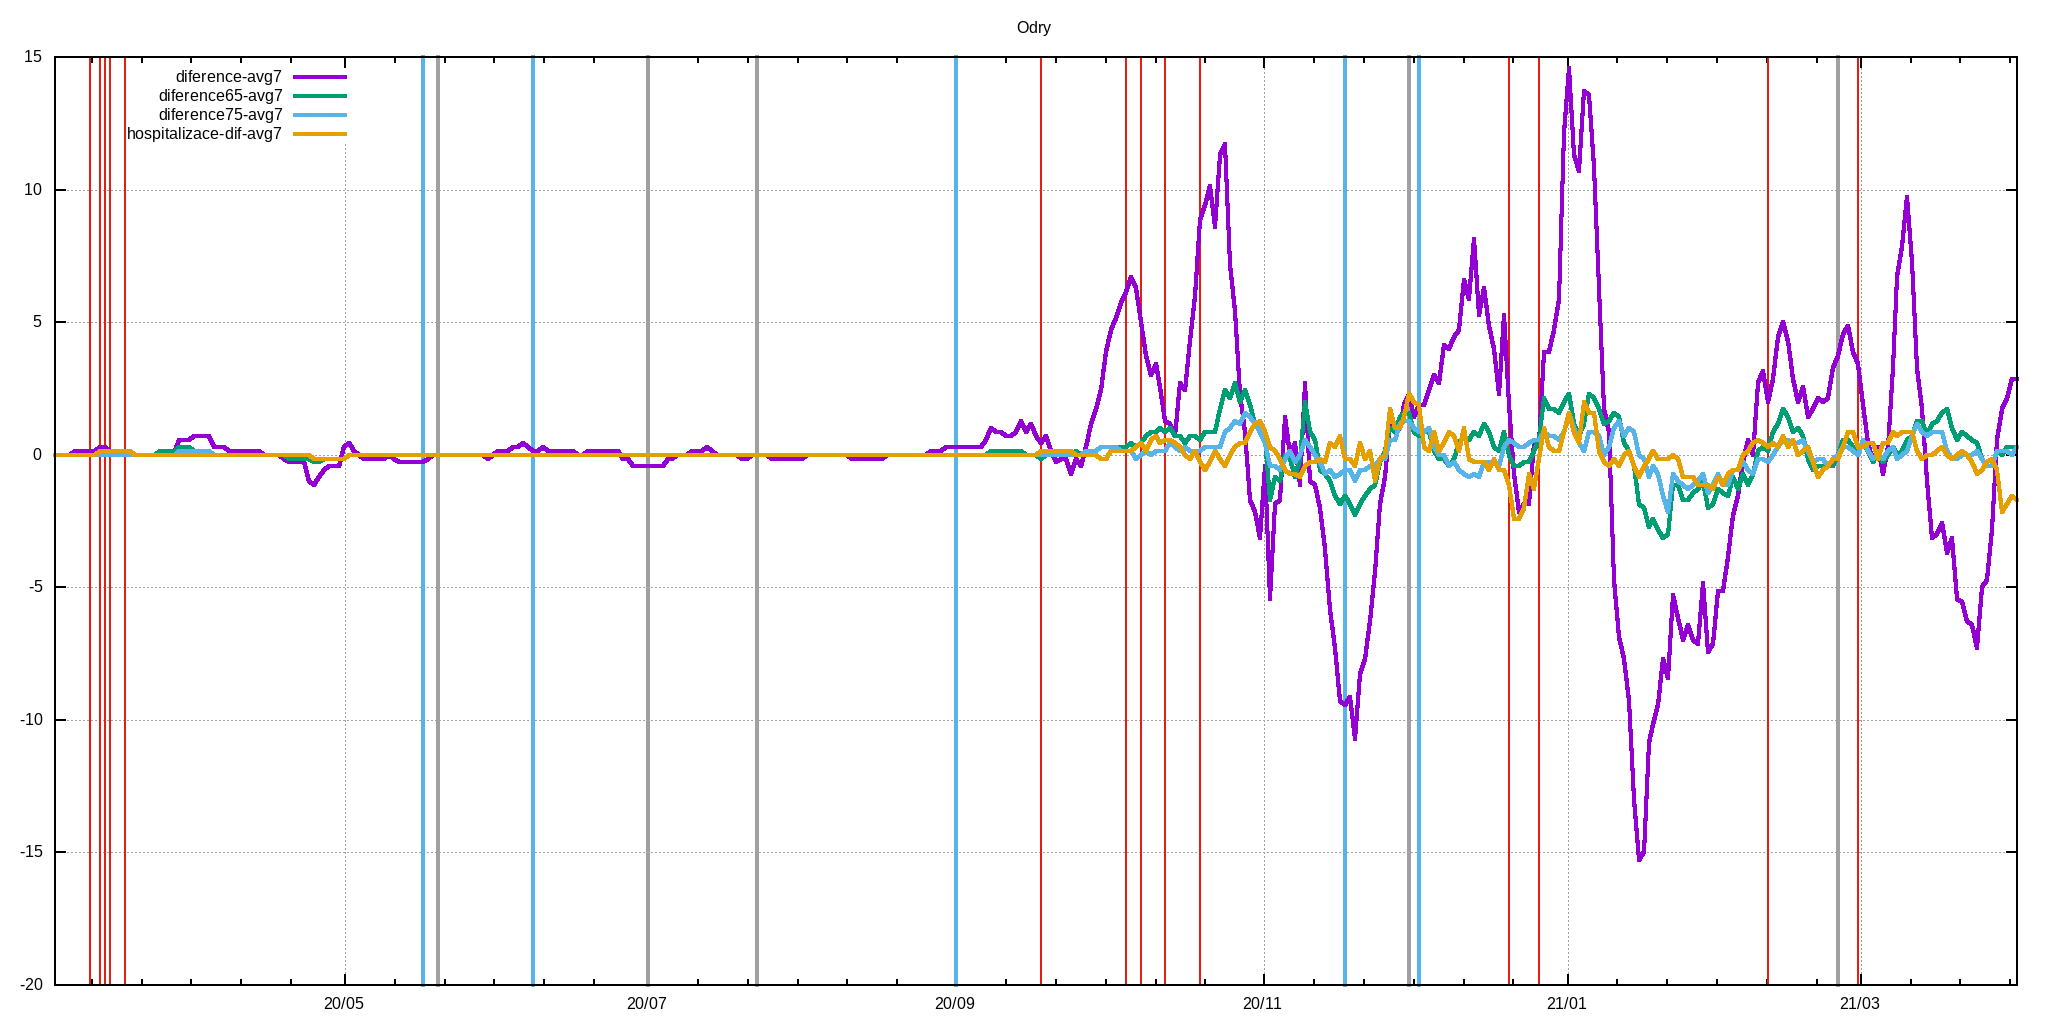 Odry
15
diference-avg7
diference65-avg7
diference75-avg7
hospitalizace-dif-avg7
10
5
0
-5
-10
-15
-20
20/05 20/07 20/09 20/11 21/01 21/03